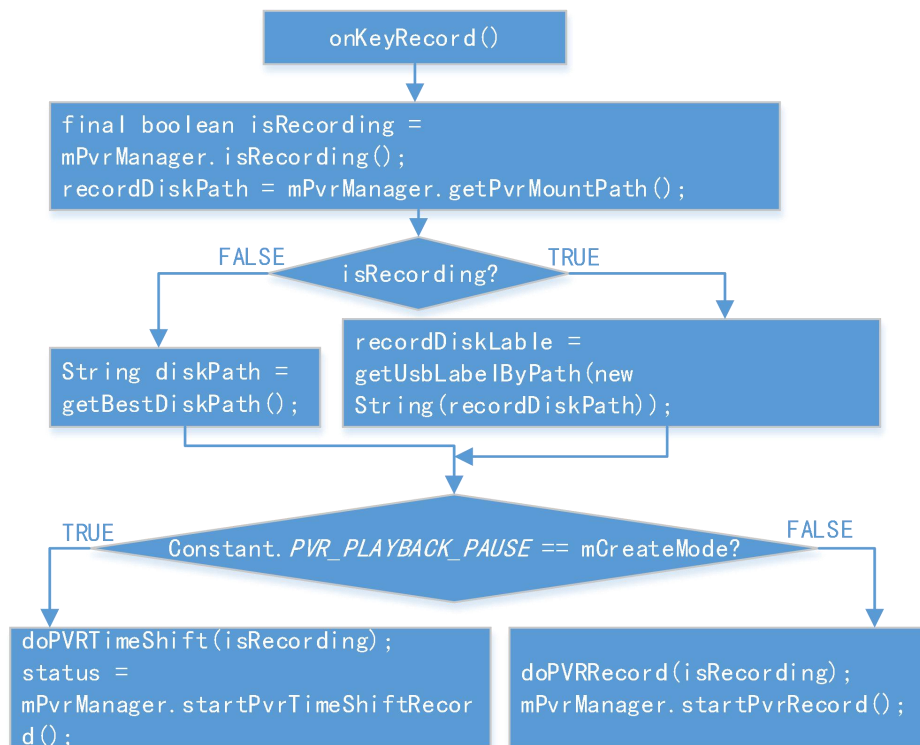 onKeyRecord()
final boolean isRecording =
mPvrManager.isRecording();
recordDiskPath = mPvrManager.getPvrMountPath();
FALSE
TRUE
isRecording?
String diskPath =
getBestDiskPath();
recordDiskLable =
getUsbLabelByPath(new
String(recordDiskPath));
TRUE
FALSE
Constant.PVR_PLAYBACK_PAUSE == mCreateMode?
doPVRTimeShift(isRecording);
status =
mPvrManager.startPvrTimeShiftRecor
d();
doPVRRecord(isRecording);
mPvrManager.startPvrRecord();